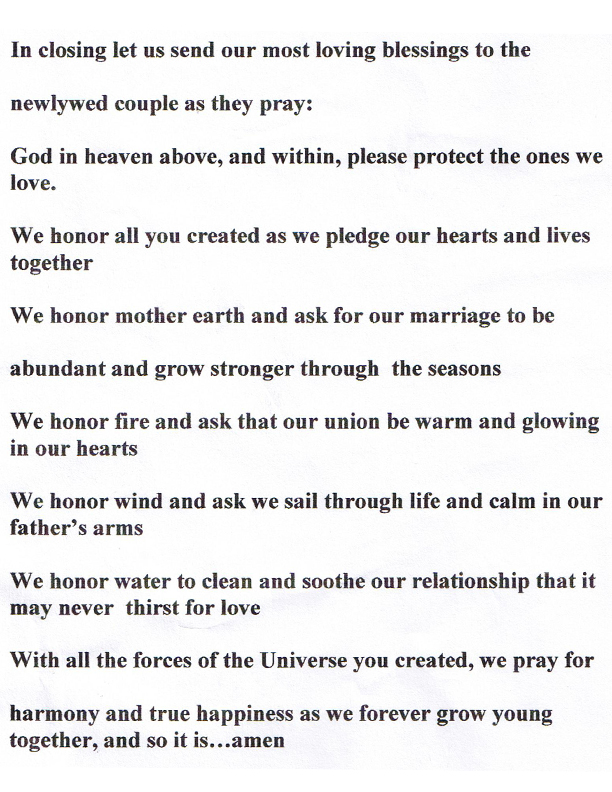 In closing let us send our most loving blessings to the
newlywed couple as they pray:
God in heaven above, and within, please protect the ones we
love.
We honor all you created as we pledge our hearts and lives
together
We honor mother earth and ask for our marriage to be
abundant and grow stronger through  the seasons
We honor fire and ask that our union be warm and glowing
in our hearts
We honor wind and ask we sail through life and calm in our
father’s arms
We honor water to clean and soothe our relationship that it
may never  thirst for love
With all the forces of the Universe you created, we pray for
harmony and true happiness as we forever grow young
together, and so it is…amen